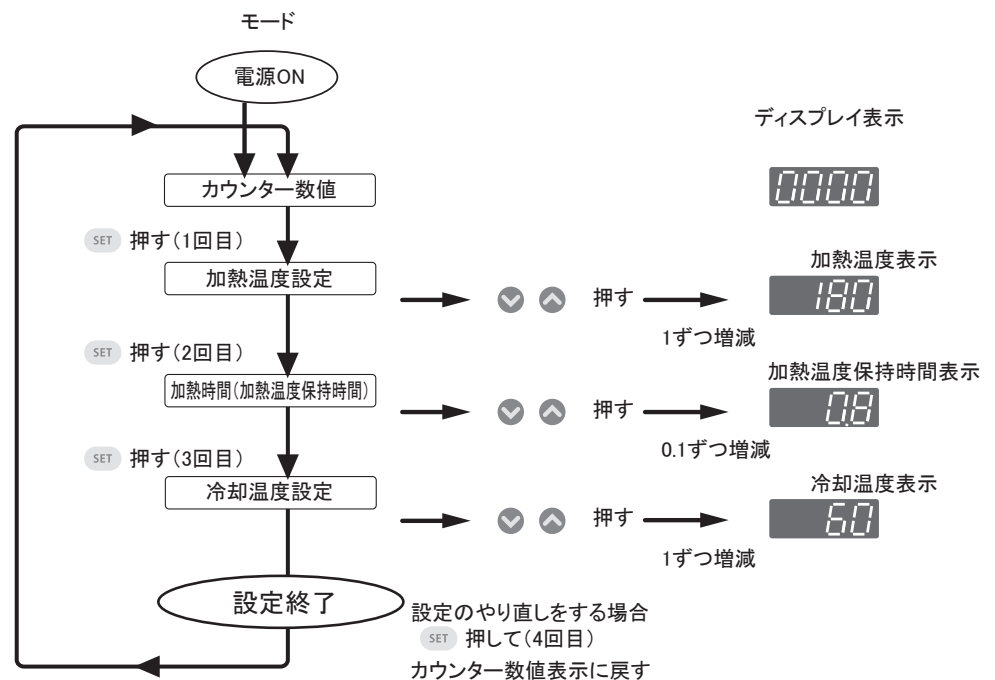 モード
電源ON
ディスプレイ表示
カウンター数値
0000
SET 押す(1回目)
加熱温度設定
加熱温度表示
押す
180
1ずつ増減
SET 押す(2回目)
加熱時間(加熱温度保持時間)
加熱温度保持時間表示
押す
0.8
0.1ずつ増減
SET 押す(3回目)
冷却温度設定
冷却温度表示
押す
60
1ずつ増減
設定終了
設定のやり直しをする場合
SET 押して(4回目)
カウンター数値表示に戻す